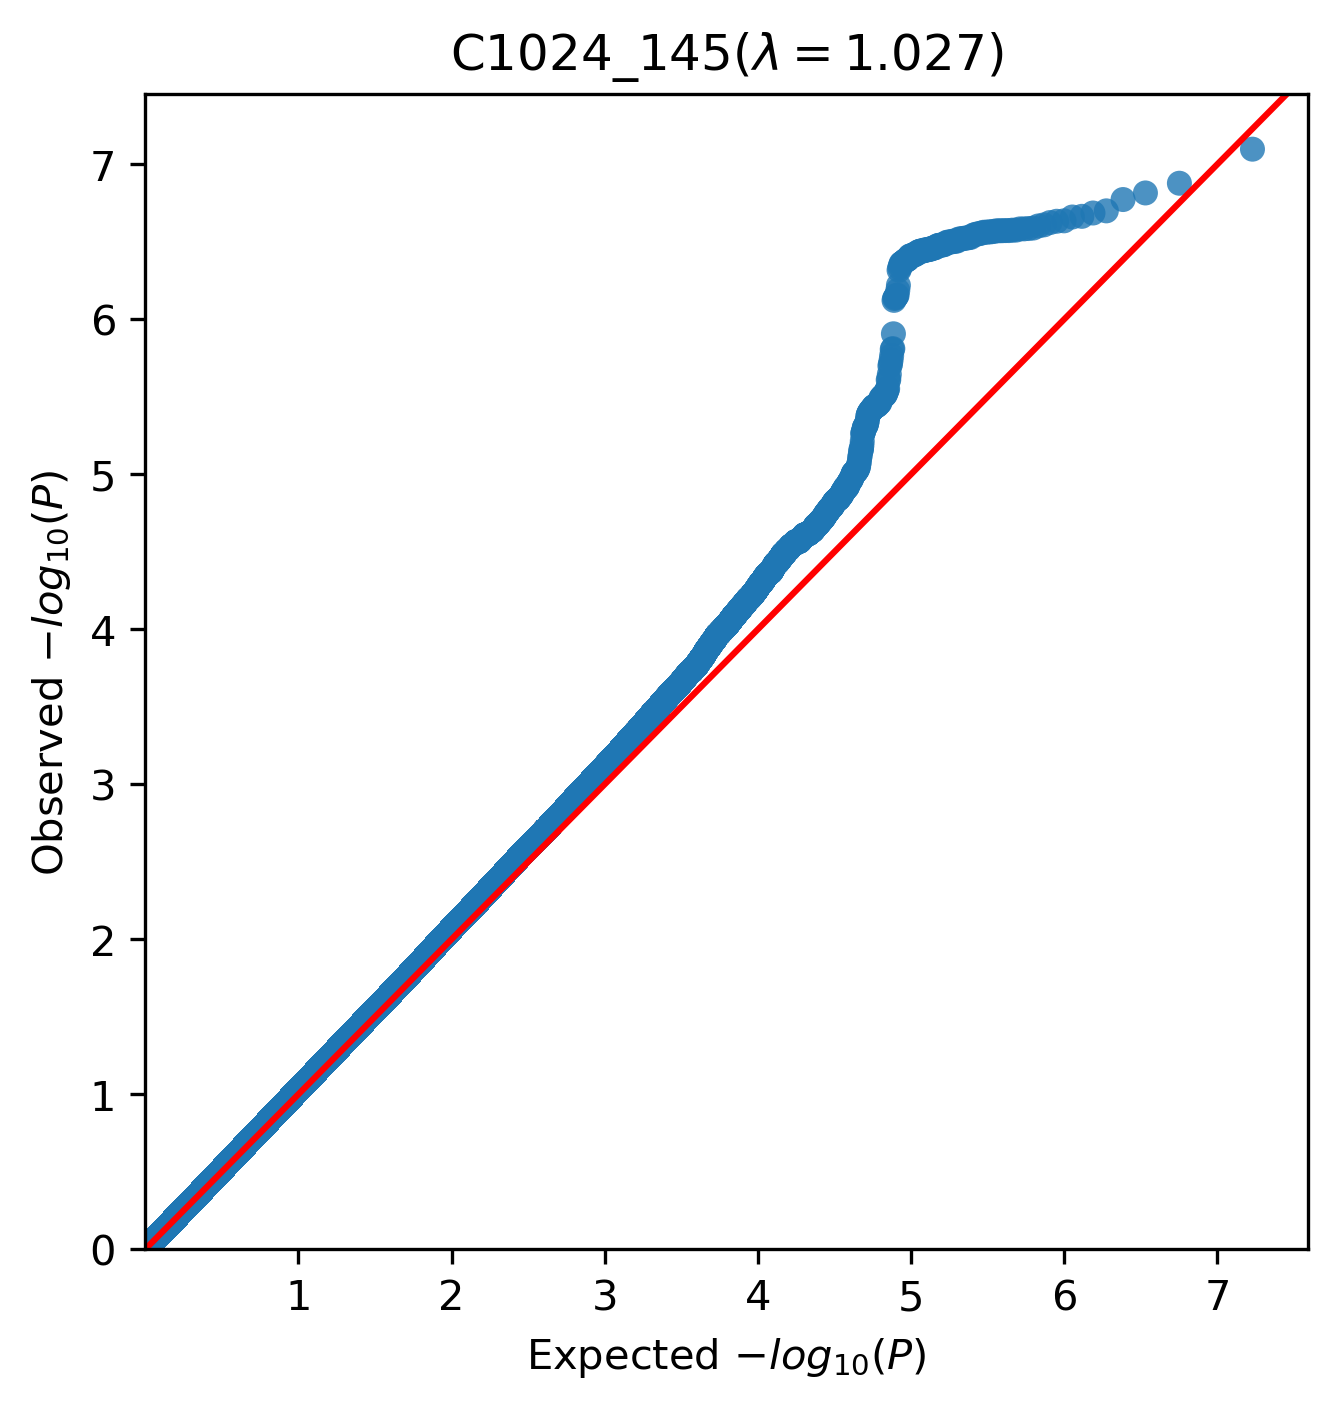 C1024_145(λ = 1.027)
7
6
5
4
3
2
1
0
Observed −log₁₀(P)
1 2 3 4 5 6 7
Expected −log₁₀(P)